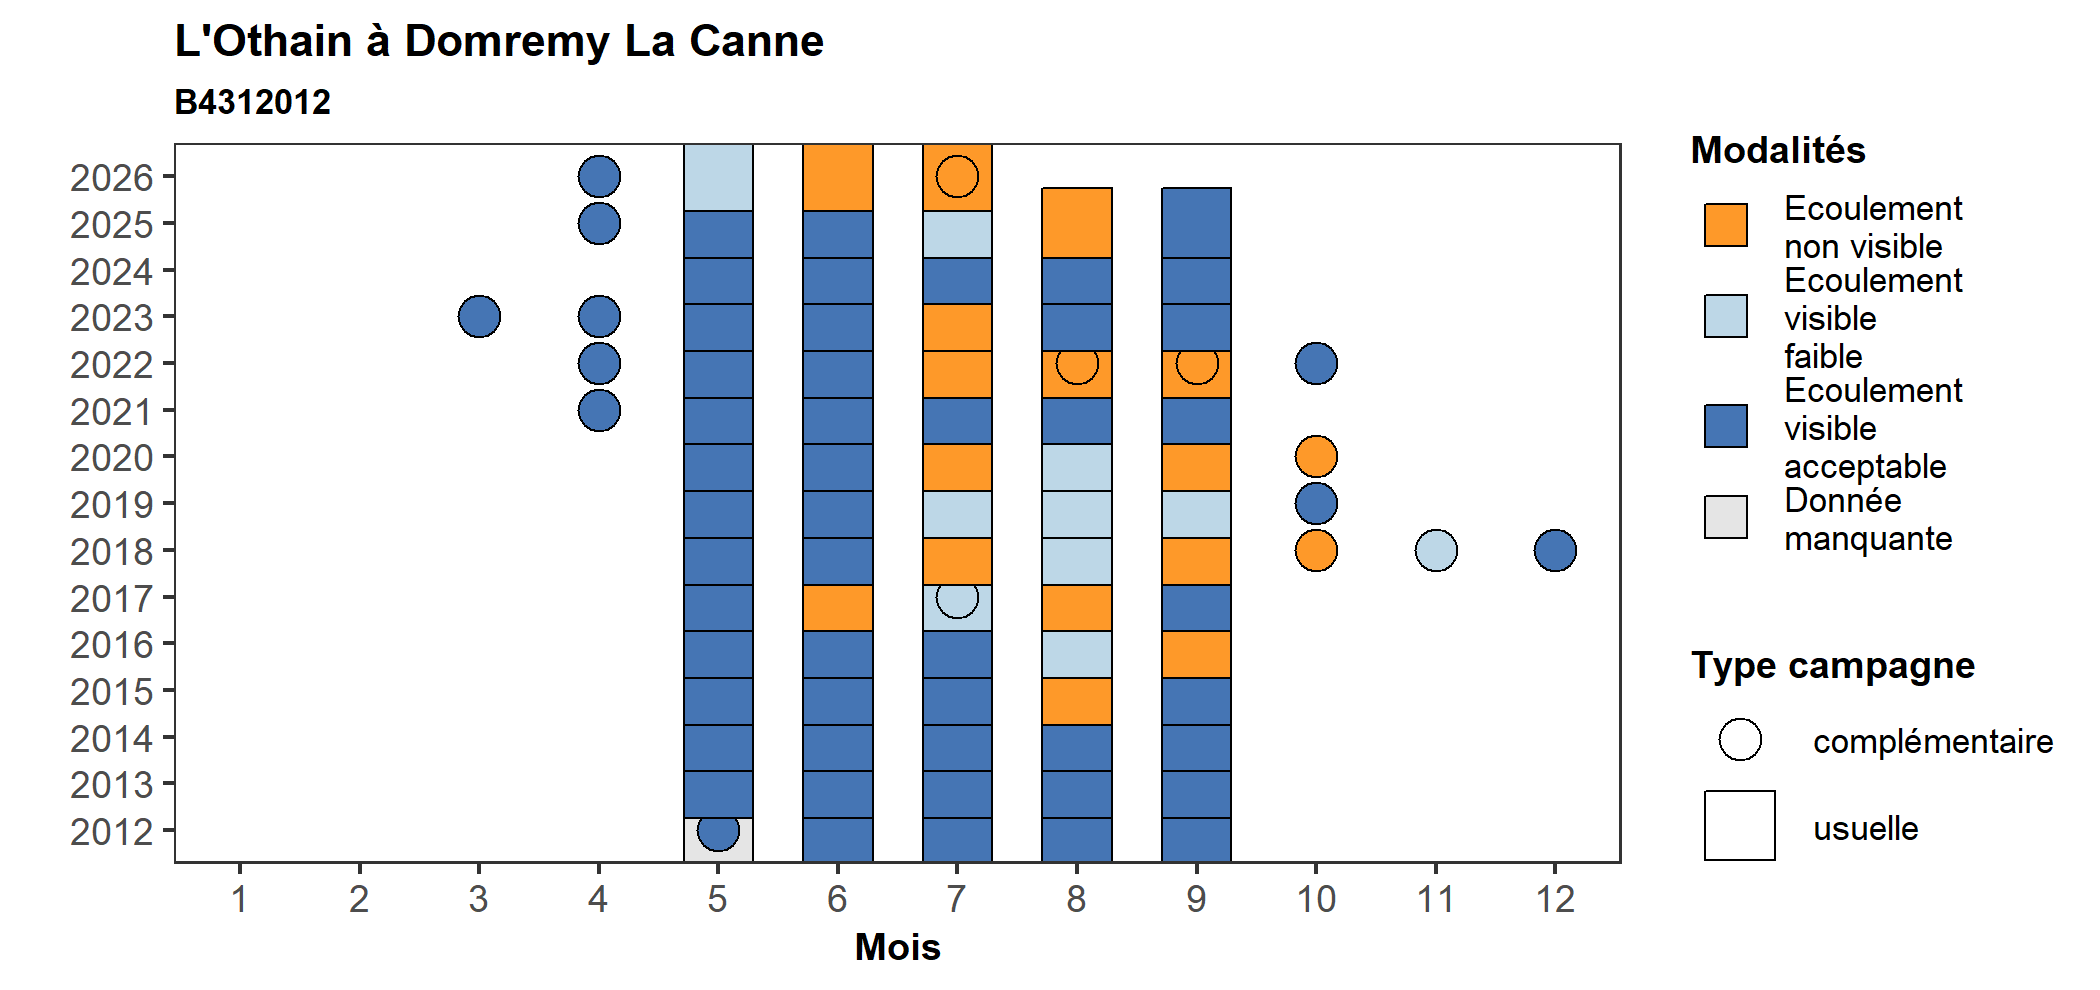 L'Othain à Domremy La Canne
B4312012
2026
2025
2024
2023
2022
2021
2020
2019
2018
2017
2016
2015
2014
2013
2012
1 2 3 4 5 6 7 8 9 10 11 12
Mois
Modalités
Ecoulement
non visible
Ecoulement
visible
faible
Ecoulement
visible
acceptable
Donnée
manquante
Type campagne
complémentaire
usuelle